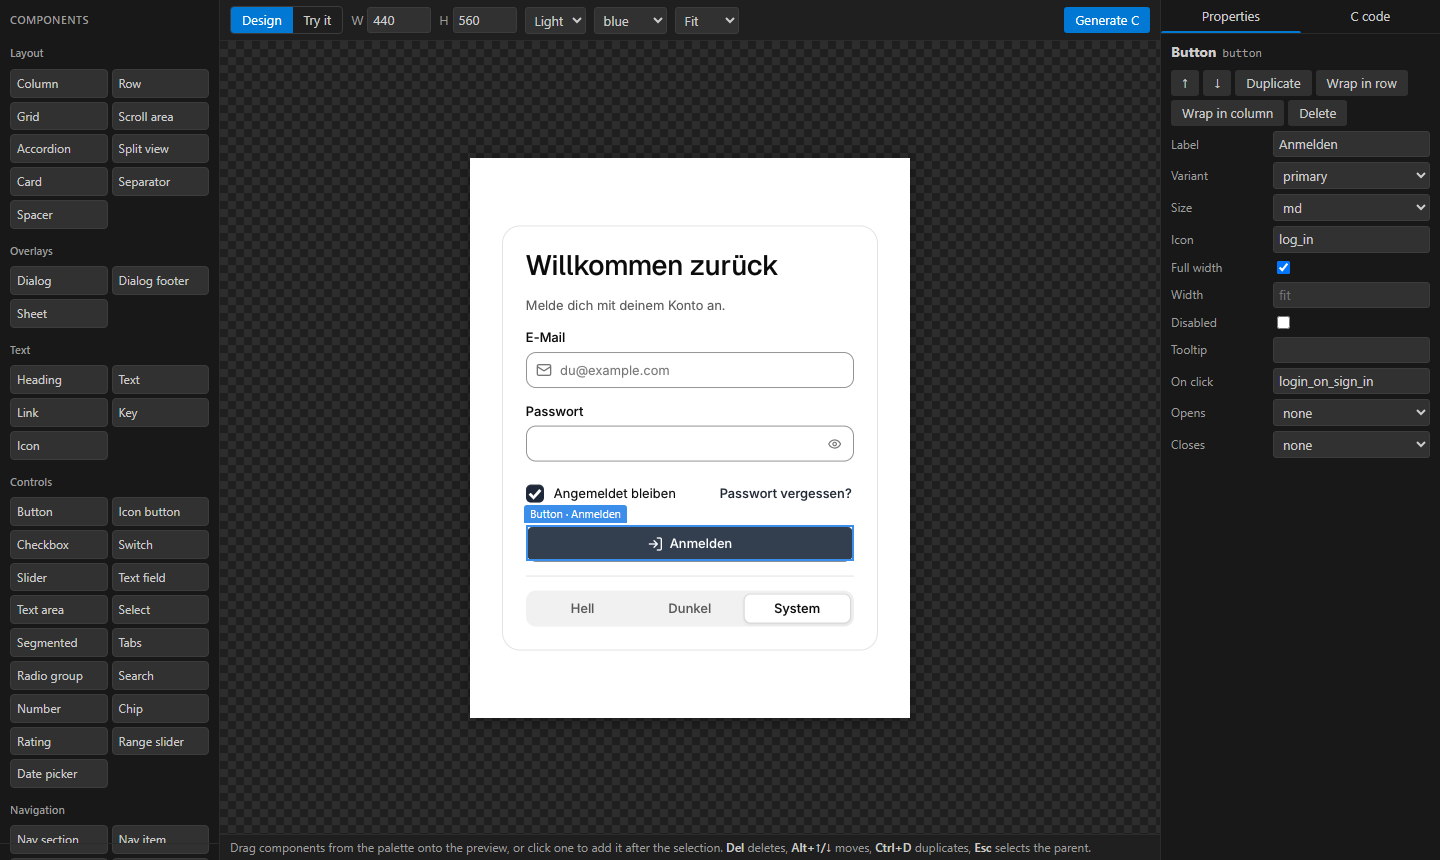 COMPONENTS
Layout
Column
Row
Grid
Scroll area
Accordion
Split view
Card
Separator
Spacer
Overlays
Dialog
Dialog footer
Sheet
Text
Heading
Text
Link
Key
Icon
Controls
Button
Icon button
Checkbox
Switch
Slider
Text field
Text area
Select
Segmented
Tabs
Radio group
Search
Number
Chip
Rating
Range slider
Date picker
Navigation
Nav section
Nav item
Design
Try it
W 440
H 560
Light
blue
Fit
Generate C
Willkommen zurück
Melde dich mit deinem Konto an.
E-Mail
du@example.com
Passwort
Angemeldet bleiben
Passwort vergessen?
Button · Anmelden
Anmelden
Hell
Dunkel
System
Drag components from the palette onto the preview, or click one to add it after the selection. Del deletes, Alt+↑/↓ moves, Ctrl+D duplicates, Esc selects the parent.
Properties
C code
Button button
↑
↓
Duplicate
Wrap in row
Wrap in column
Delete
Label
Anmelden
Variant
primary
Size
md
Icon
log_in
Full width
Width
fit
Disabled
Tooltip
On click
login_on_sign_in
Opens
none
Closes
none